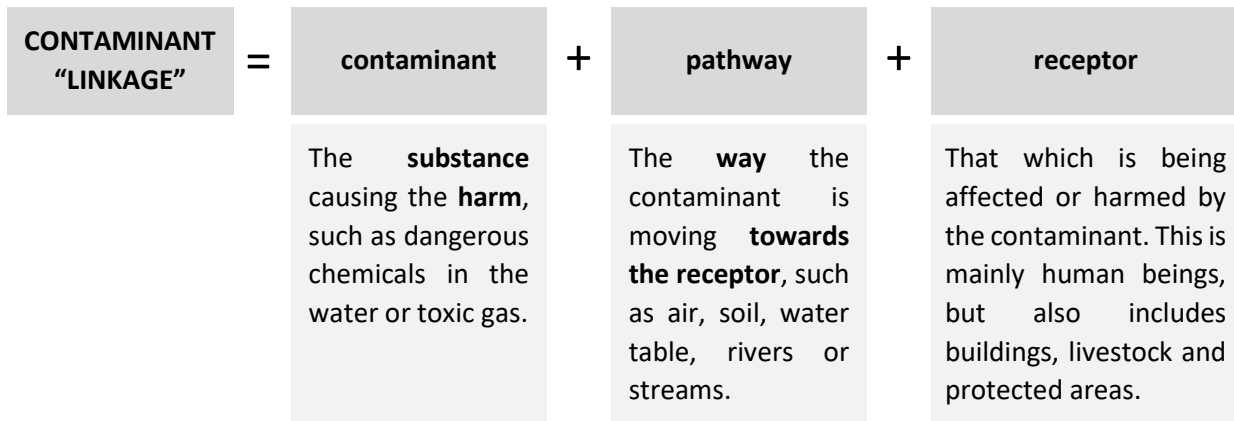 CONTAMINANT
“LINKAGE”
=
contaminant
+
pathway
+
receptor
The substance
causing the harm,
such as dangerous
chemicals in the
water or toxic gas.
The way the
contaminant is
moving towards
the receptor, such
as air, soil, water
table, rivers or
streams.
That which is being
affected or harmed by
the contaminant. This is
mainly human beings,
but also includes
buildings, livestock and
protected areas.